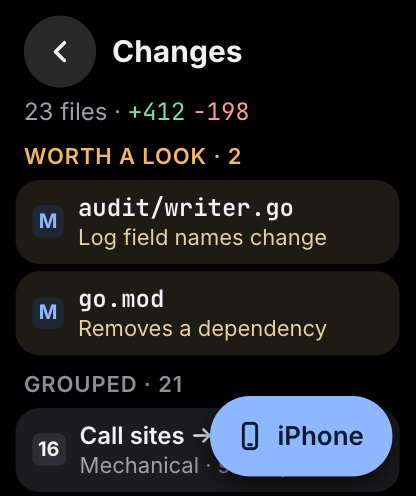 Changes
23 files · +412 -198
WORTH A LOOK · 2
M
audit/writer.go
Log field names change
M
go.mod
Removes a dependency
GROUPED · 21
16
Call sites →
Mechanical ·
iPhone